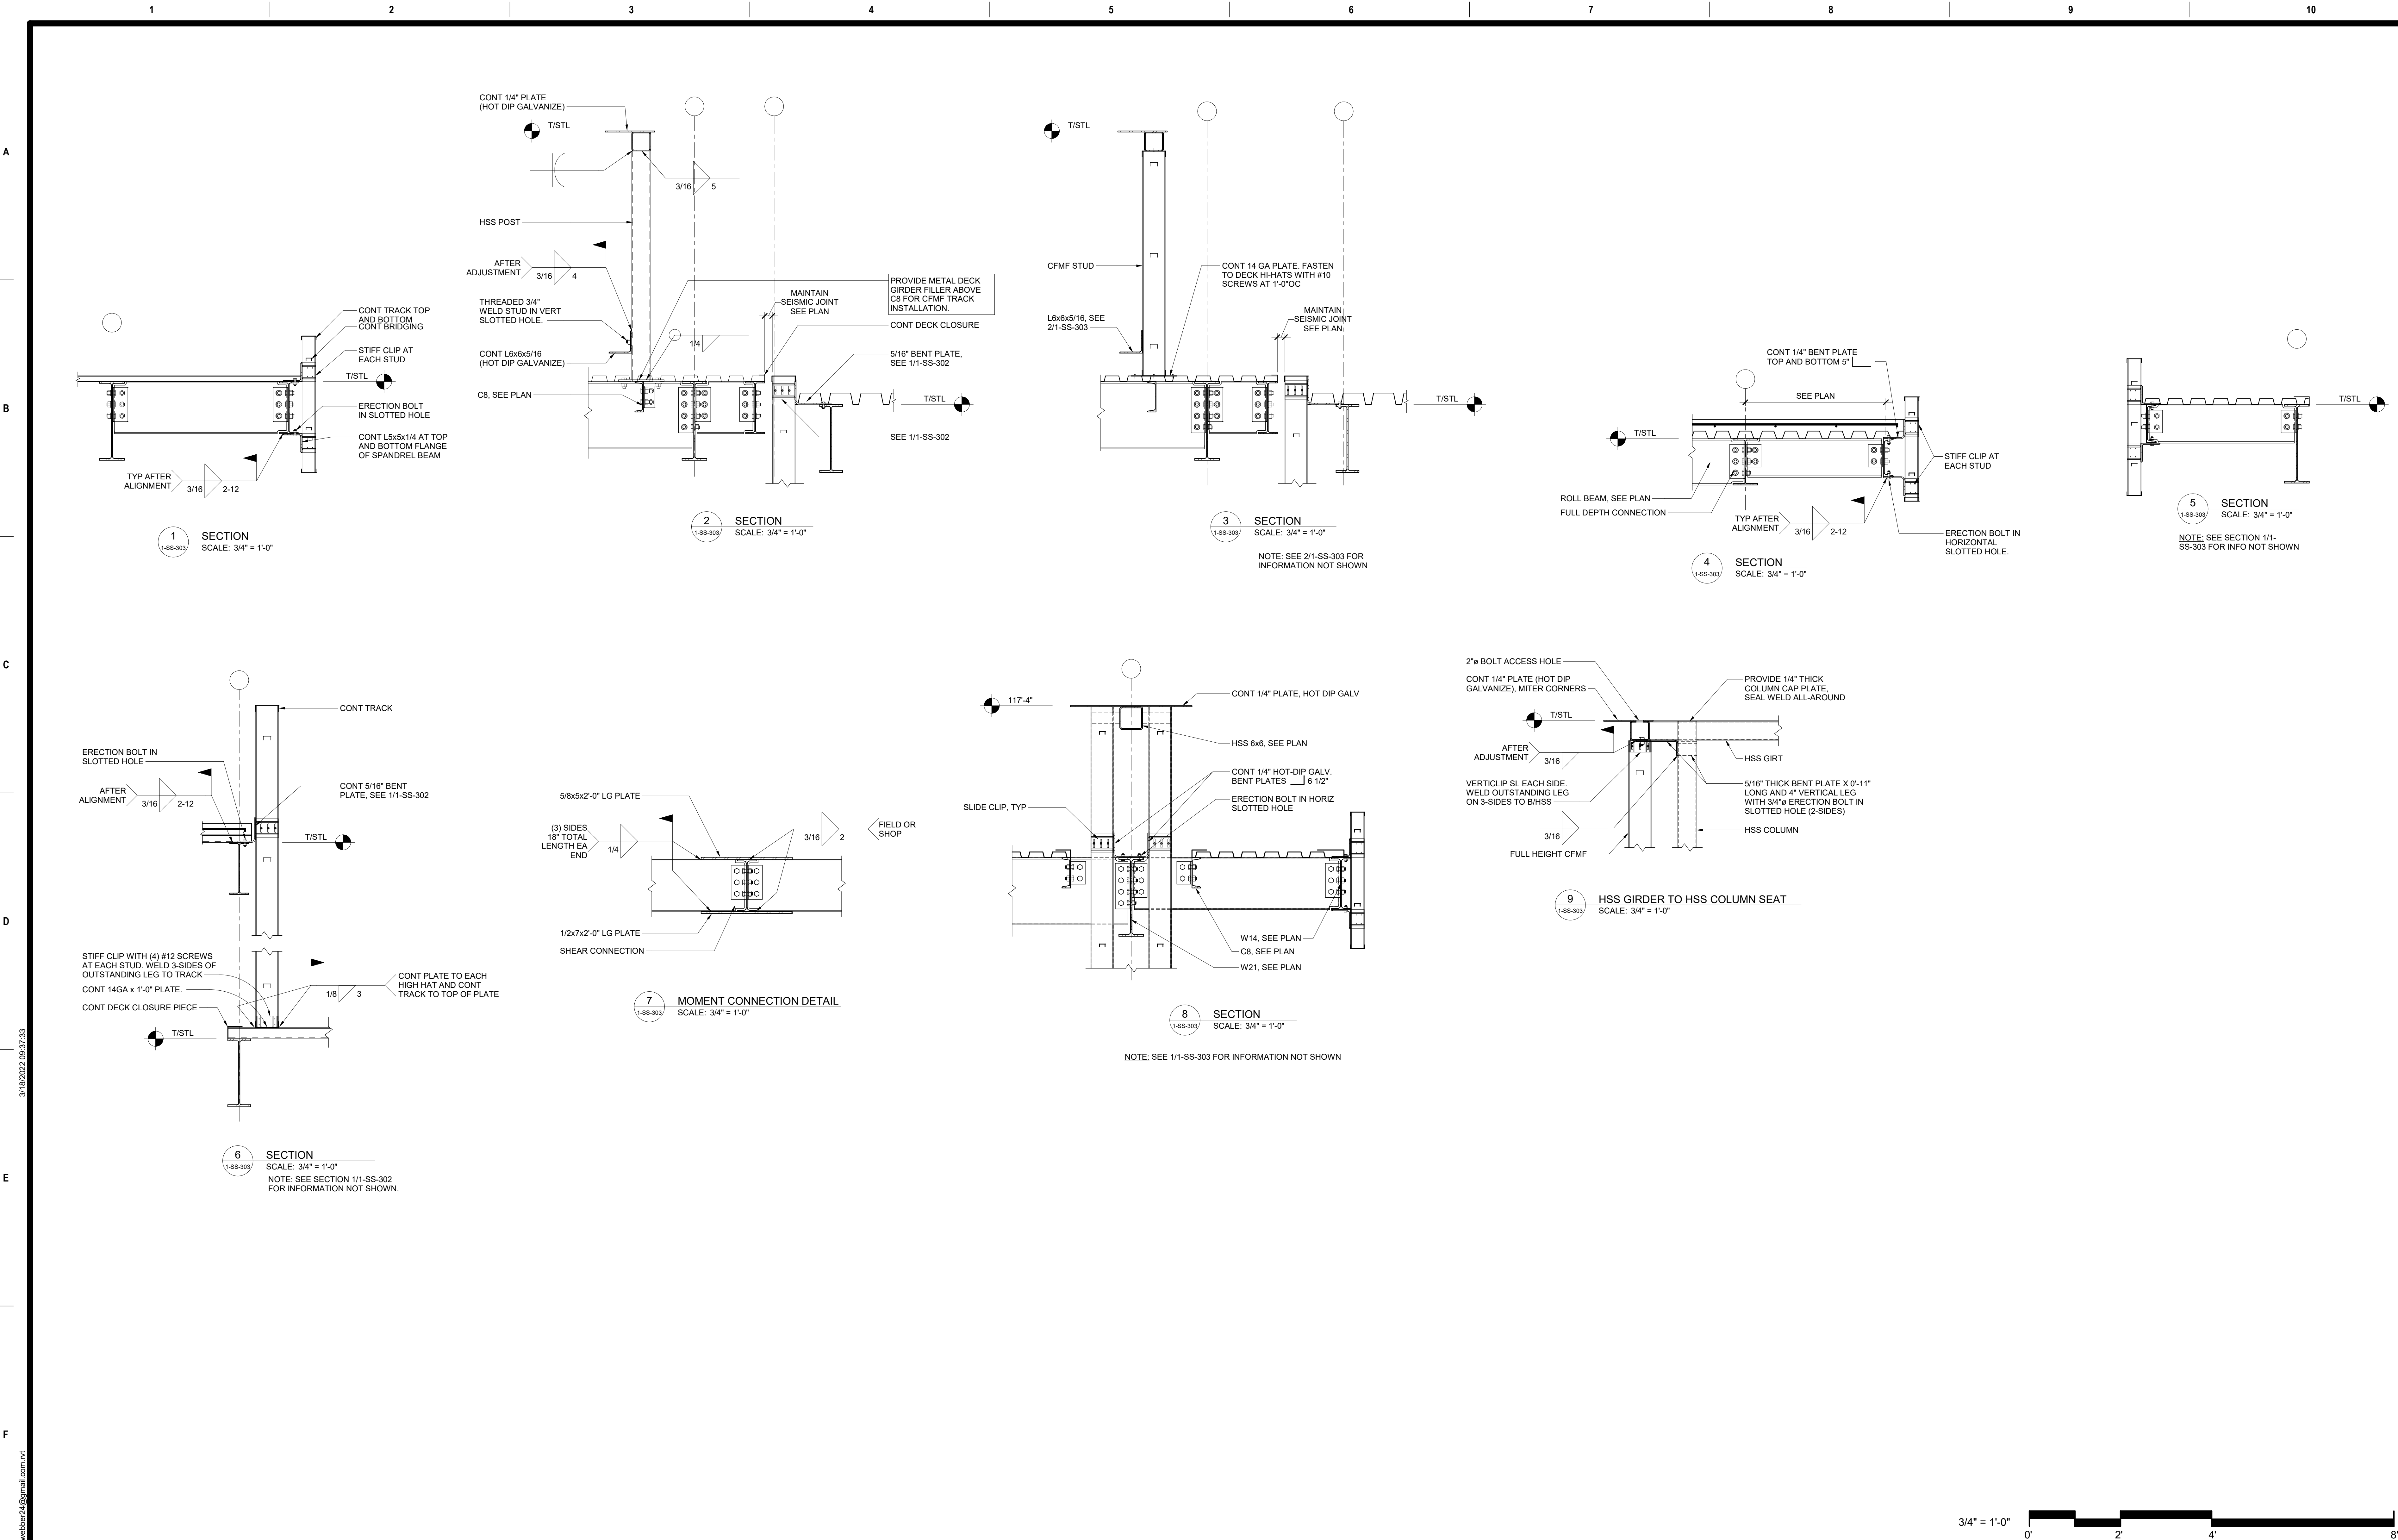 1
2
3
4
5
6
7
8
9
10
A
B
C
D
E
F
CONT TRACK TOP
AND BOTTOM
CONT BRIDGING
STIFF CLIP AT
EACH STUD
T/STL
ERECTION BOLT
IN SLOTTED HOLE
CONT L5x5x1/4 AT TOP
AND BOTTOM FLANGE
OF SPANDREL BEAM
TYP AFTER
ALIGNMENT
3/16
2-12
1
1-SS-303
SECTION
SCALE: 3/4" = 1'-0"
CONT 1/4" PLATE
(HOT DIP GALVANIZE)
T/STL
3/16
5
HSS POST
AFTER
ADJUSTMENT
3/16
4
THREADED 3/4"
WELD STUD IN VERT
SLOTTED HOLE.
CONT L6x6x5/16
(HOT DIP GALVANIZE)
C8, SEE PLAN
1/4
MAINTAIN
SEISMIC JOINT
SEE PLAN
PROVIDE METAL DECK
GIRDER FILLER ABOVE
C8 FOR CFMF TRACK
INSTALLATION.
CONT DECK CLOSURE
5/16" BENT PLATE,
SEE 1/1-SS-302
T/STL
SEE 1/1-SS-302
2
1-SS-303
SECTION
SCALE: 3/4" = 1'-0"
T/STL
CFMF STUD
L6x6x5/16, SEE
2/1-SS-303
CONT 14 GA PLATE. FASTEN
TO DECK HI-HATS WITH #10
SCREWS AT 1'-0"OC
MAINTAIN
SEISMIC JOINT
SEE PLAN
T/STL
3
1-SS-303
SECTION
SCALE: 3/4" = 1'-0"
NOTE: SEE 2/1-SS-303 FOR
INFORMATION NOT SHOWN
CONT 1/4" BENT PLATE
TOP AND BOTTOM 5"
SEE PLAN
T/STL
STIFF CLIP AT
EACH STUD
ROLL BEAM, SEE PLAN
FULL DEPTH CONNECTION
TYP AFTER
ALIGNMENT
3/16
2-12
ERECTION BOLT IN
HORIZONTAL
SLOTTED HOLE.
4
1-SS-303
SECTION
SCALE: 3/4" = 1'-0"
T/STL
5
1-SS-303
SECTION
SCALE: 3/4" = 1'-0"
NOTE: SEE SECTION 1/1-
SS-303 FOR INFO NOT SHOWN
CONT TRACK
ERECTION BOLT IN
SLOTTED HOLE
AFTER
ALIGNMENT
3/16
2-12
CONT 5/16" BENT
PLATE, SEE 1/1-SS-302
T/STL
STIFF CLIP WITH (4) #12 SCREWS
AT EACH STUD. WELD 3-SIDES OF
OUTSTANDING LEG TO TRACK
CONT 14GA x 1'-0" PLATE.
CONT DECK CLOSURE PIECE
1/8
3
CONT PLATE TO EACH
HIGH HAT AND CONT
TRACK TO TOP OF PLATE
T/STL
6
1-SS-303
SECTION
SCALE: 3/4" = 1'-0"
NOTE: SEE SECTION 1/1-SS-302
FOR INFORMATION NOT SHOWN.
5/8x5x2'-0" LG PLATE
(3) SIDES
18" TOTAL
LENGTH EA
END
1/4
3/16
2
FIELD OR
SHOP
1/2x7x2'-0" LG PLATE
SHEAR CONNECTION
7
1-SS-303
MOMENT CONNECTION DETAIL
SCALE: 3/4" = 1'-0"
117'-4"
CONT 1/4" PLATE, HOT DIP GALV
HSS 6x6, SEE PLAN
CONT 1/4" HOT-DIP GALV.
BENT PLATES 6 1/2"
SLIDE CLIP, TYP
ERECTION BOLT IN HORIZ
SLOTTED HOLE
W14, SEE PLAN
C8, SEE PLAN
W21, SEE PLAN
8
1-SS-303
SECTION
SCALE: 3/4" = 1'-0"
NOTE: SEE 1/1-SS-303 FOR INFORMATION NOT SHOWN
2"ø BOLT ACCESS HOLE
CONT 1/4" PLATE (HOT DIP
GALVANIZE), MITER CORNERS
T/STL
AFTER
ADJUSTMENT
3/16
VERTICLIP SL EACH SIDE.
WELD OUTSTANDING LEG
ON 3-SIDES TO B/HSS
3/16
FULL HEIGHT CFMF
PROVIDE 1/4" THICK
COLUMN CAP PLATE,
SEAL WELD ALL-AROUND
HSS GIRT
5/16" THICK BENT PLATE X 0'-11"
LONG AND 4" VERTICAL LEG
WITH 3/4"ø ERECTION BOLT IN
SLOTTED HOLE (2-SIDES)
HSS COLUMN
9
1-SS-303
HSS GIRDER TO HSS COLUMN SEAT
SCALE: 3/4" = 1'-0"
3/18/2022 09:37:33
webber24@gmail.com.rvt
3/4" = 1'-0"
0'
2'
4'
8'